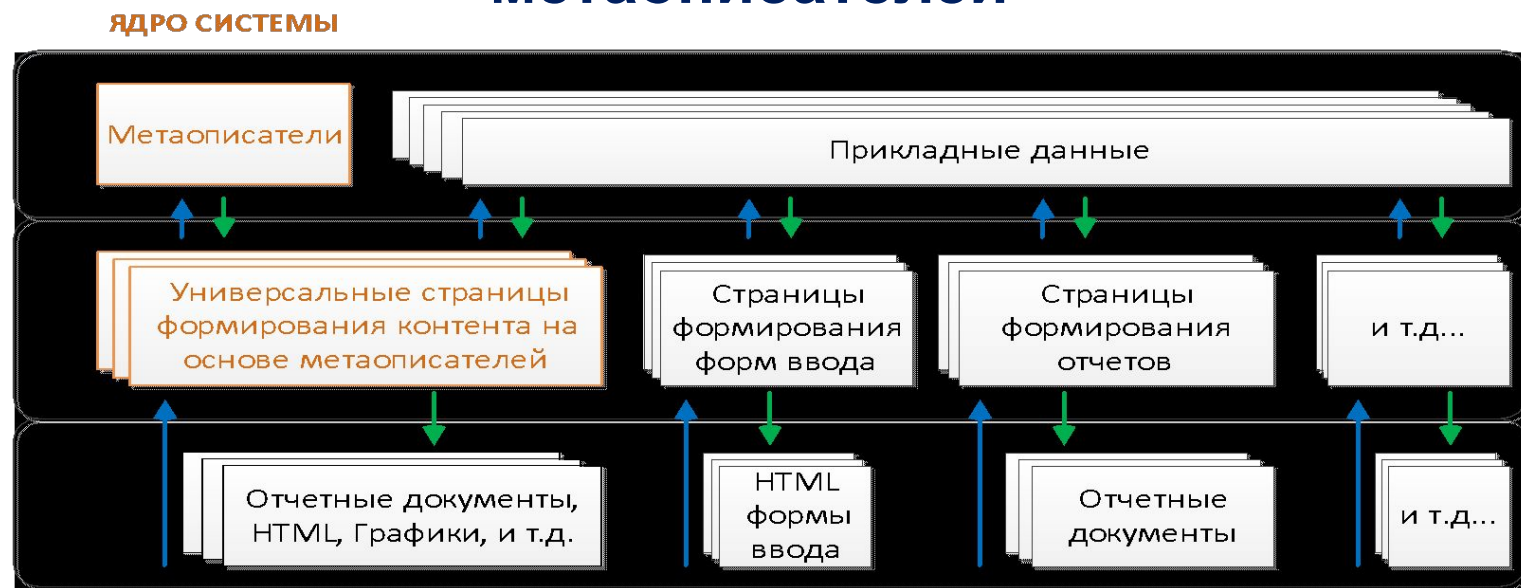 метаописателей
ЯДРО СИСТЕМЫ
Метаописатели
Прикладные данные
Универсальные страницы
формирования контента на
основе метаописателей
Страницы
формирования
форм ввода
Страницы
формирования
отчетов
и т.д...
Отчетные документы,
HTML, Графики, и т.д.
HTML
формы
ввода
Отчетные
документы
и т.д...